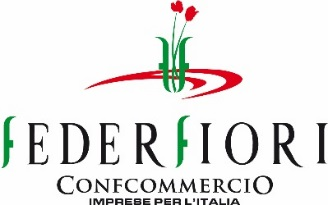 FEDERFIORI
CONFCOMMERCIO
IMPRESE PER L'ITALIA